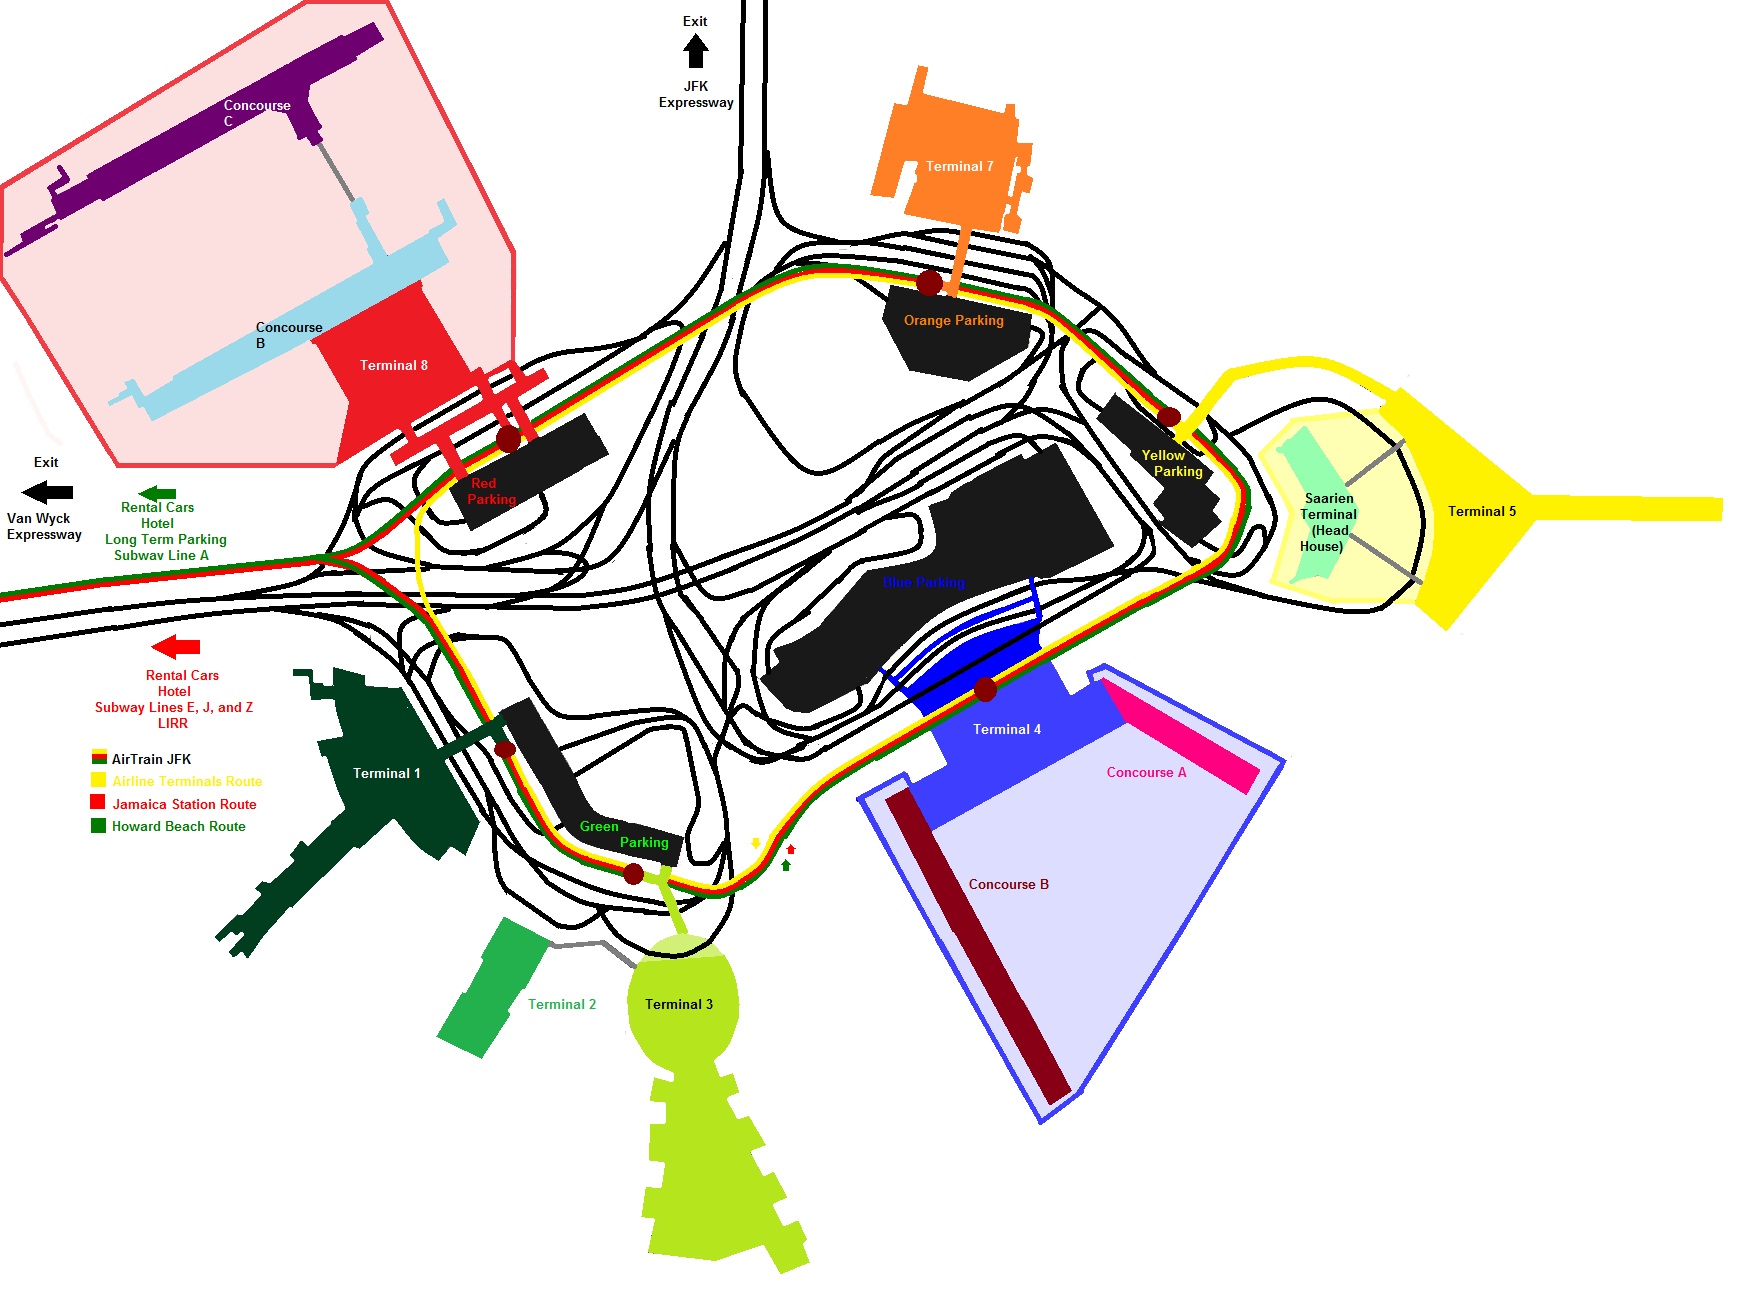 Exit
JFK
Expressway
Concourse
C
Terminal 7
Concourse
B
Orange Parking
Terminal 8
Yellow
Parking
Red
Parking
Exit
Van Wyck
Expressway
Rental Cars
Hotel
Long Term Parking
Subway Line A
Saarien
Terminal
(Head
House)
Terminal 5
Blue Parking
Rental Cars
Hotel
Subway Lines E, J, and Z
LIRR
Terminal 4
Terminal 1
Concourse A
AirTrain JFK
Airline Terminals Route
Jamaica Station Route
Howard Beach Route
Green
Parking
Concourse B
Terminal 2
Terminal 3